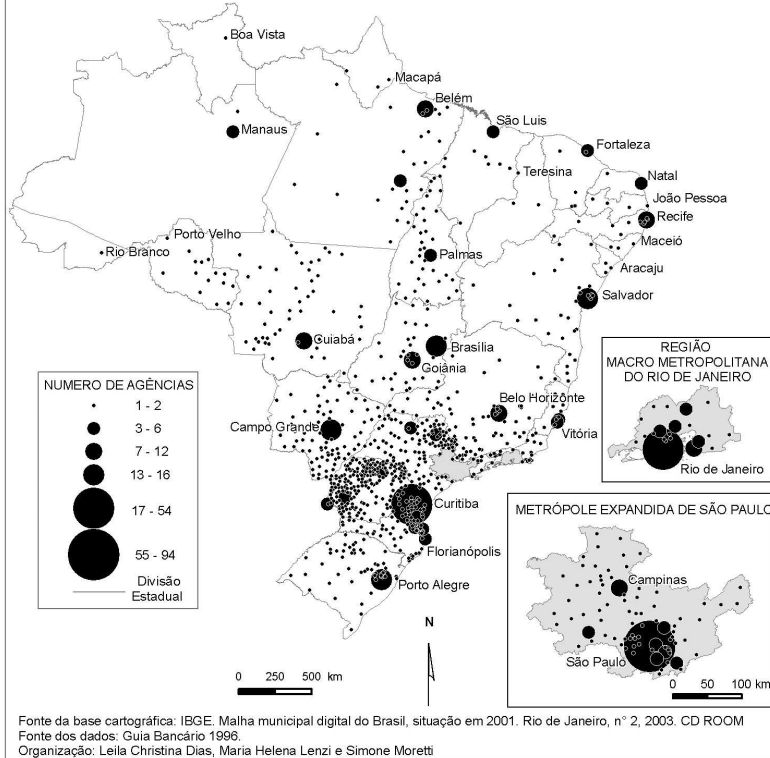 Boa Vista
Macapá
Belém
São Luis
Manaus
Fortaleza
Teresina
Natal
João Pessoa
Recife
Porto Velho
Maceió
Rio Branco
Palmas
Aracaju
Salvador
Cuiabá
Brasília
Goiânia
Belo Horizonte
Campo Grande
Vitória
Curitiba
Florianópolis
Porto Alegre
NUMERO DE AGÊNCIAS
1 - 2
3 - 6
7 - 12
13 - 16
17 - 54
55 - 94
Divisão
Estadual
REGIÃO
MACRO METROPOLITANA
DO RIO DE JANEIRO
Rio de Janeiro
METRÓPOLE EXPANDIDA DE SÃO PAULO
Campinas
São Paulo
0 50 100 km
N
0 250 500 km
Fonte da base cartográfica: IBGE. Malha municipal digital do Brasil, situação em 2001. Rio de Janeiro, n° 2, 2003. CD ROOM
Fonte dos dados: Guia Bancário 1996.
Organização: Leila Christina Dias, Maria Helena Lenzi e Simone Moretti